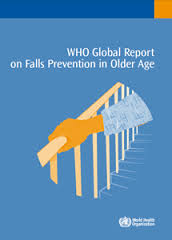 WHO Global Report
on Falls Prevention in Older Age
World Health
Organization